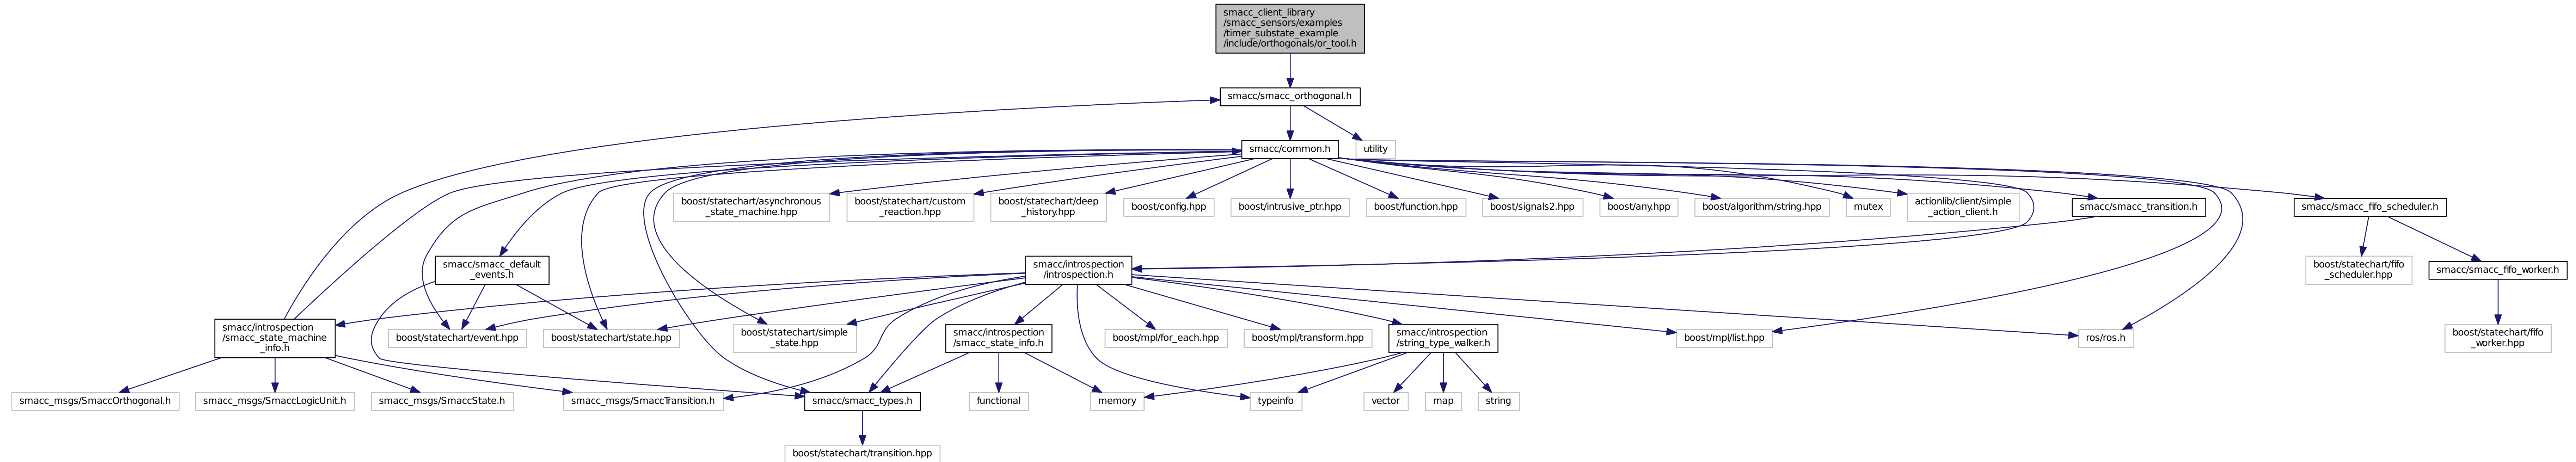 smacc_client_library
/smacc_sensors/examples
/timer_substate_example
/include/orthogonals/or_tool.h
smacc/smacc_orthogonal.h
smacc/common.h
utility
boost/statechart/asynchronous
_state_machine.hpp
boost/statechart/custom
_reaction.hpp
boost/statechart/deep
_history.hpp
boost/config.hpp
boost/intrusive_ptr.hpp
boost/function.hpp
boost/signals2.hpp
boost/any.hpp
boost/algorithm/string.hpp
mutex
actionlib/client/simple
_action_client.h
smacc/smacc_transition.h
smacc/smacc_fifo_scheduler.h
smacc/smacc_default
_events.h
smacc/introspection
/introspection.h
boost/statechart/fifo
_scheduler.hpp
smacc/smacc_fifo_worker.h
smacc/introspection
/smacc_state_machine
_info.h
boost/statechart/event.hpp
boost/statechart/state.hpp
boost/statechart/simple
_state.hpp
smacc/introspection
/smacc_state_info.h
boost/mpl/for_each.hpp
boost/mpl/transform.hpp
smacc/introspection
/string_type_walker.h
boost/mpl/list.hpp
ros/ros.h
boost/statechart/fifo
_worker.hpp
smacc_msgs/SmaccOrthogonal.h
smacc_msgs/SmaccLogicUnit.h
smacc_msgs/SmaccState.h
smacc_msgs/SmaccTransition.h
smacc/smacc_types.h
functional
memory
typeinfo
vector
map
string
boost/statechart/transition.hpp